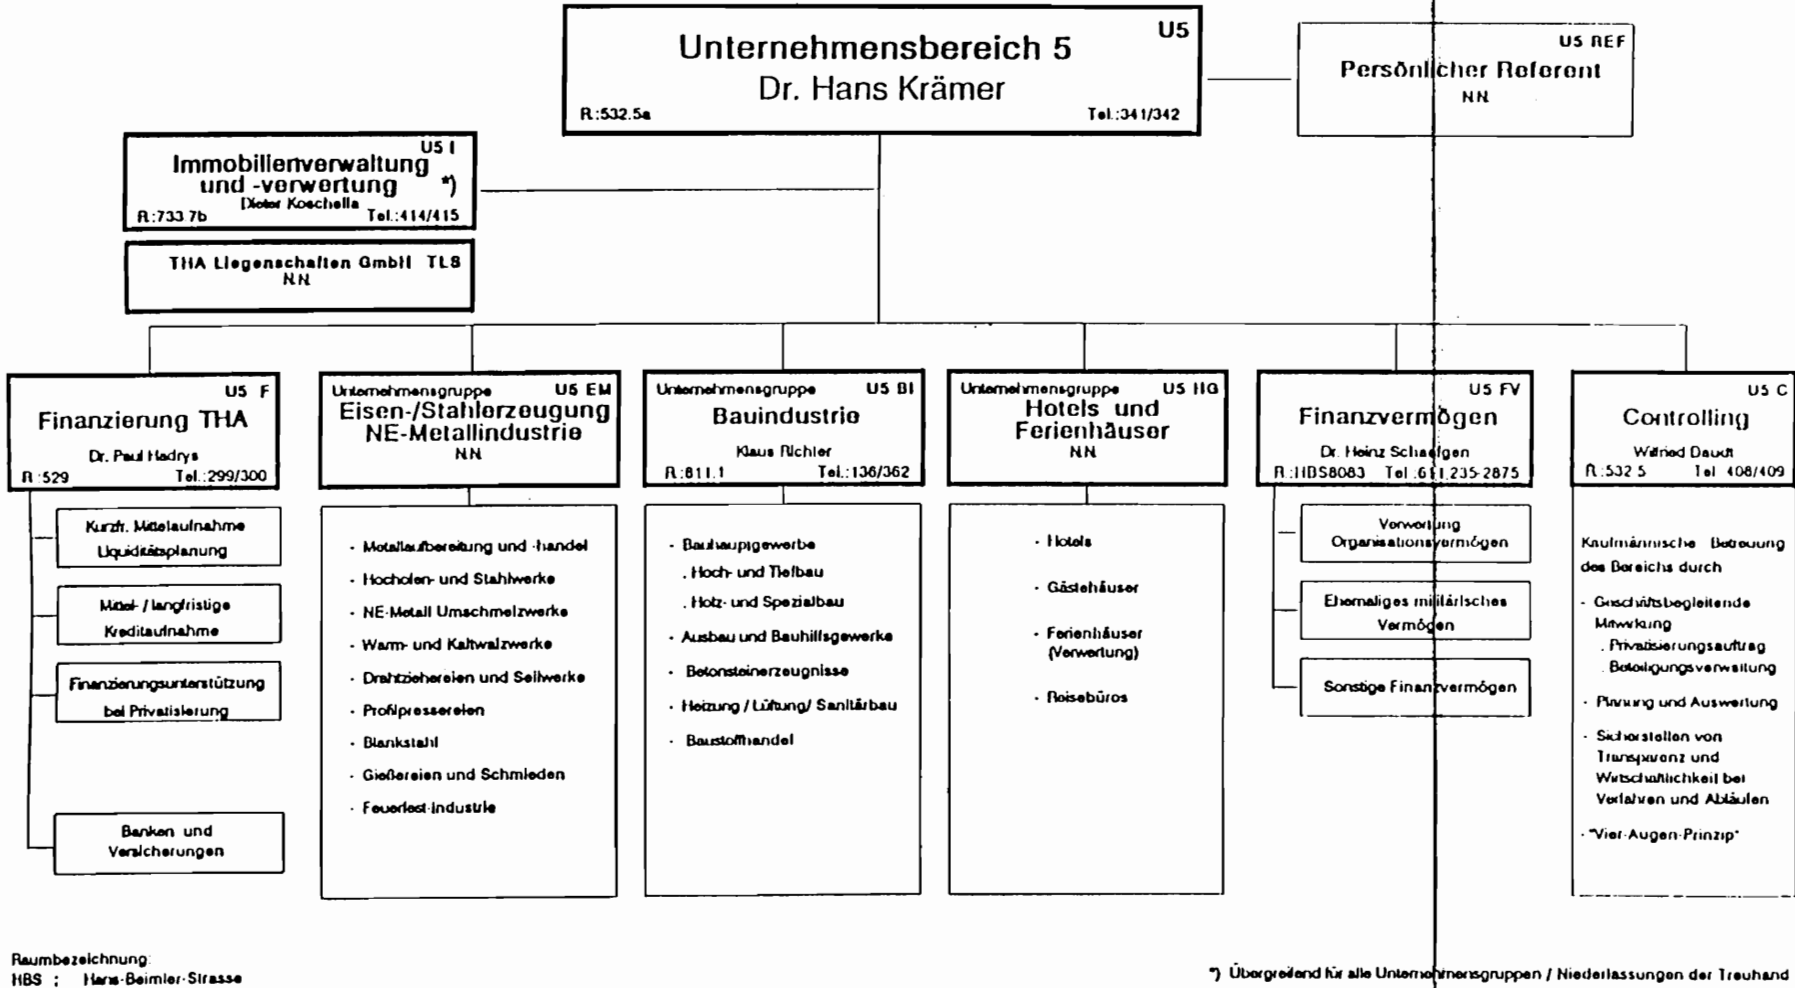 U5
Unternehmensbereich 5
Dr. Hans Krämer
R.:532.5a Tel.:341/342
U5 REF
Persönlicher Referent
N.N.
U5 I
Immobilienverwaltung
und -verwertung *)
Dieter Koschella
R.:733 7b Tel.:414/415
THA Liegenschaften GmbH TLG
N.N.
U5 F
Finanzierung THA
Dr. Paul Hadrys
R.:529 Tel.:299/300
Kurzfr. Mittelaufnahme
Liquiditätsplanung
Mittel- / langfristige
Kreditaufnahme
Finanzierungsunterstützung
bei Privatisierung
Banken und
Versicherungen
Unternehmensgruppe U5 EM
Eisen-/Stahlerzeugung
NE-Metallindustrie
N.N.
- Metallaufbereitung und -handel
- Hochofen- und Stahlwerke
- NE-Metall Umschmelzwerke
- Warm- und Kaltwalzwerke
- Drahtziehereien und Seilwerke
- Profilpressereien
- Blankstahl
- Gießereien und Schmieden
- Feuerfest-Industrie
Unternehmensgruppe U5 BI
Bauindustrie
Klaus Richter
R.:611.1 Tel.:136/362
- Bauhauptgewerbe
. Hoch- und Tiefbau
. Holz- und Spezialbau
- Ausbau und Bauhilfsgewerke
- Betonsteinerzeugnisse
- Heizung / Lüftung/ Sanitärbau
- Baustoffhandel
Unternehmensgruppe U5 HG
Hotels und
Ferienhäuser
N.N.
- Hotels
- Gästehäuser
- Ferienhäuser
(Verwertung)
- Reisebüros
U5 FV
Finanzvermögen
Dr. Heinz Schaefgen
R.:HBS8083 Tel.:611,235-2875
Verwertung
Organisationsvermögen
Ehemaliges militärisches
Vermögen
Sonstige Finanzvermögen
U5 C
Controlling
Wilfried Daudt
R.:532 5 Tel 408/409
Kaufmännische Betreuung
des Bereichs durch
- Geschäftsbegleitende
Mitwirkung
. Privatisierungsauftrag
. Beteiligungsverwaltung
- Planung und Auswertung
- Sicherstellen von
Transparenz und
Wirtschaftlichkeit bei
Verfahren und Abläufen
- "Vier-Augen-Prinzip"
Raumbezeichnung:
HBS : Hans-Beimler-Strasse
*) Übergreifend für alle Unternehmensgruppen / Niederlassungen der Treuhand